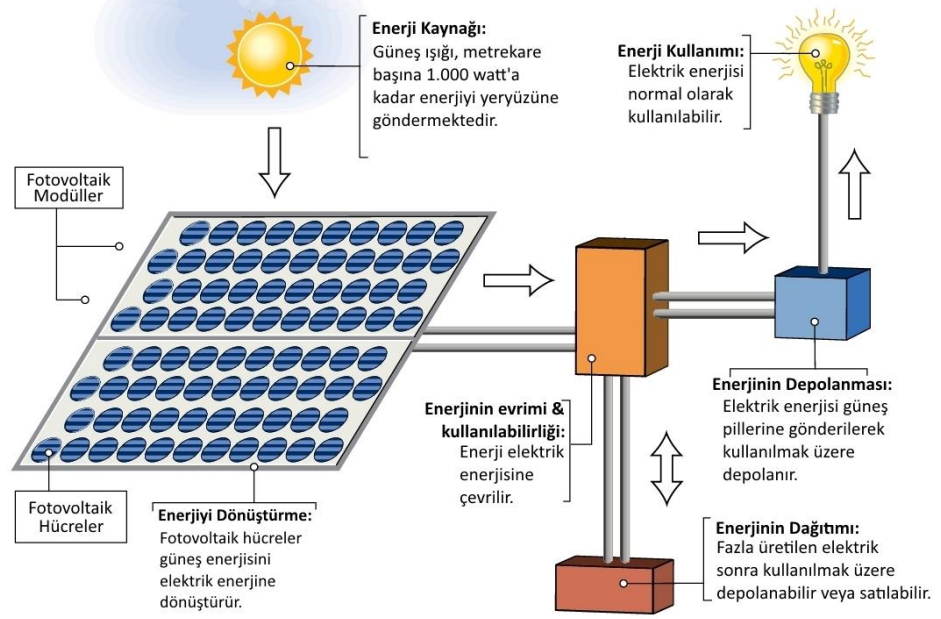 Enerji Kaynağı:
Güneş ışığı, metrekare
başına 1.000 watt'a
kadar enerjiyi yeryüzüne
göndermektedir.
Enerji Kullanımı:
Elektrik enerjisi
normal olarak
kullanılabilir.
Fotovoltaik
Modüller
Enerjinin evrimi &
kullanılabilirliği:
Enerji elektrik
enerjisine
çevrilir.
Enerjinin Depolanması:
Elektrik enerjisi güneş
pillerine gönderilerek
kullanılmak üzere
depolanır.
Fotovoltaik
Hücreler
Enerjiyi Dönüştürme:
Fotovoltaik hücreler
güneş enerjisini
elektrik enerjine
dönüştürür.
Enerjinin Dağıtımı:
Fazla üretilen elektrik
sonra kullanılmak üzere
depolanabilir veya satılabilir.